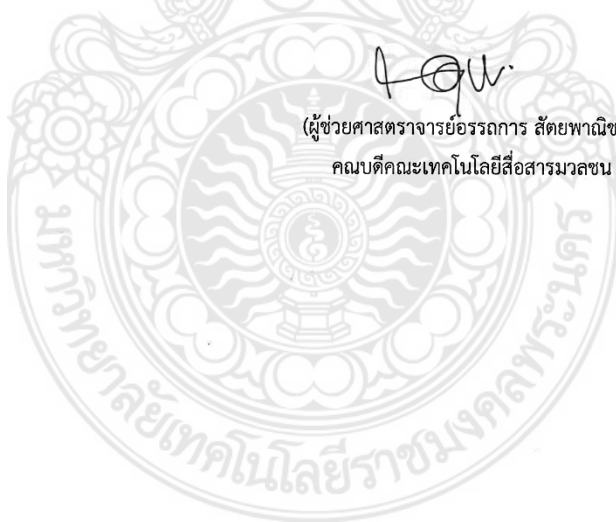 (ผู้ช่วยศาสตราจารย์อรรถการ สัตยพาณิช
คณบดีคณะเทคโนโลยีสื่อสารมวลชน
มหาวิทยาลัยเทคโนโลยีราชมงคลพระนคร